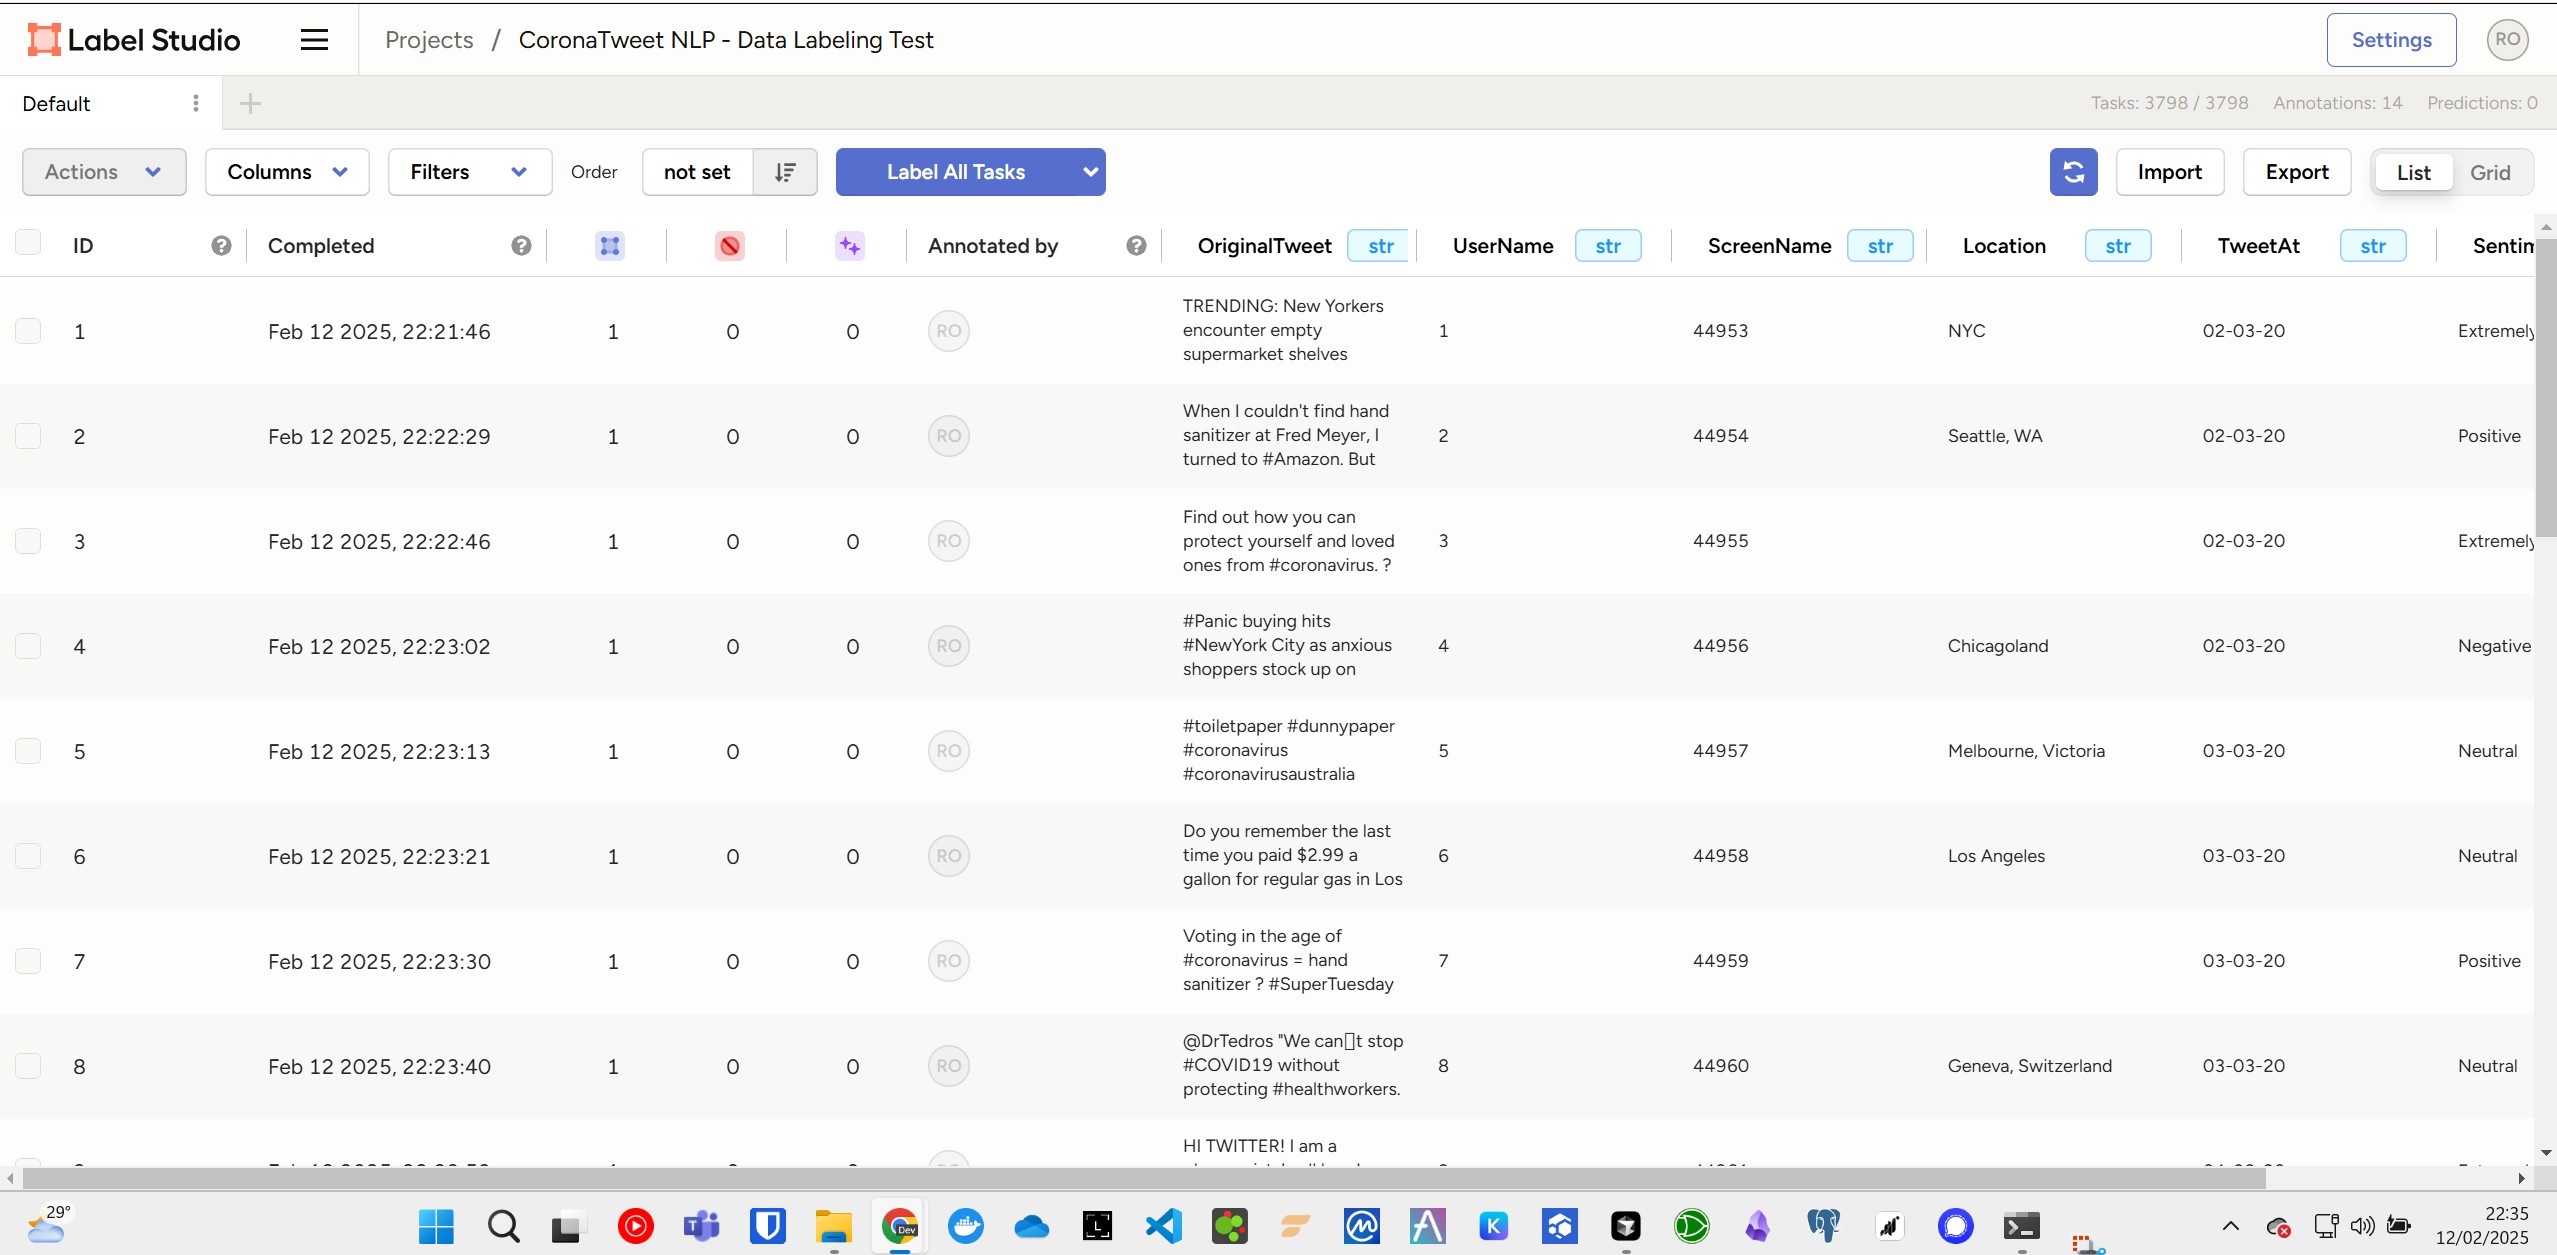 Label Studio Projects / CoronaTweet NLP - Data Labeling Test Settings RO
Default Tasks: 3798 / 3798 Annotations: 14 Predictions: 0
Actions Columns Filters Order not set Label All Tasks Import Export List Grid
ID Completed Annotated by OriginalTweet str UserName str ScreenName str Location str TweetAt str
TRENDING: New Yorkers
1 Feb 12 2025, 22:21:46 1 0 0 RO encounter empty 1 44953 NYC 02-03-20 Extremely
supermarket shelves
When I couldn't find hand
2 Feb 12 2025, 22:22:29 1 0 0 RO sanitizer at Fred Meyer, I 2 44954 Seattle, WA 02-03-20 Positive
turned to #Amazon. But
Find out how you can
3 Feb 12 2025, 22:22:46 1 0 0 RO protect yourself and loved 3 44955 02-03-20 Extremely
ones from #coronavirus. ?
#Panic buying hits
4 Feb 12 2025, 22:23:02 1 0 0 RO #NewYork City as anxious 4 44956 Chicagoland 02-03-20 Negative
shoppers stock up on
#toiletpaper #dunnypaper
5 Feb 12 2025, 22:23:13 1 0 0 RO #coronavirus 5 44957 Melbourne, Victoria 03-03-20 Neutral
#coronavirusaustralia
Do you remember the last
6 Feb 12 2025, 22:23:21 1 0 0 RO time you paid $2.99 a 6 44958 Los Angeles 03-03-20 Neutral
gallon for regular gas in Los
Voting in the age of
7 Feb 12 2025, 22:23:30 1 0 0 RO #coronavirus = hand 7 44959 03-03-20 Positive
sanitizer ? #SuperTuesday
@DrTedros "We can▯t stop
8 Feb 12 2025, 22:23:40 1 0 0 RO #COVID19 without 8 44960 Geneva, Switzerland 03-03-20 Neutral
protecting #healthworkers.
HI TWITTER! I am a
29° Dev 22:35
12/02/2025